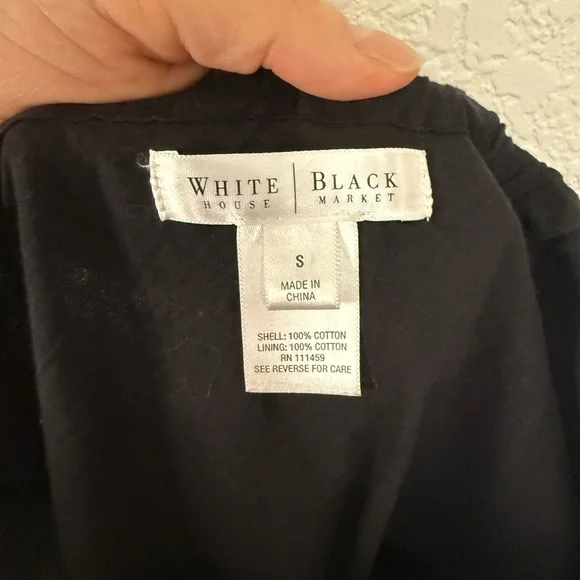 WHITE | BLACK
HOUSE | MARKET
S
MADE IN
CHINA
SHELL: 100% COTTON
LINING: 100% COTTON
RN 111459
SEE REVERSE FOR CARE